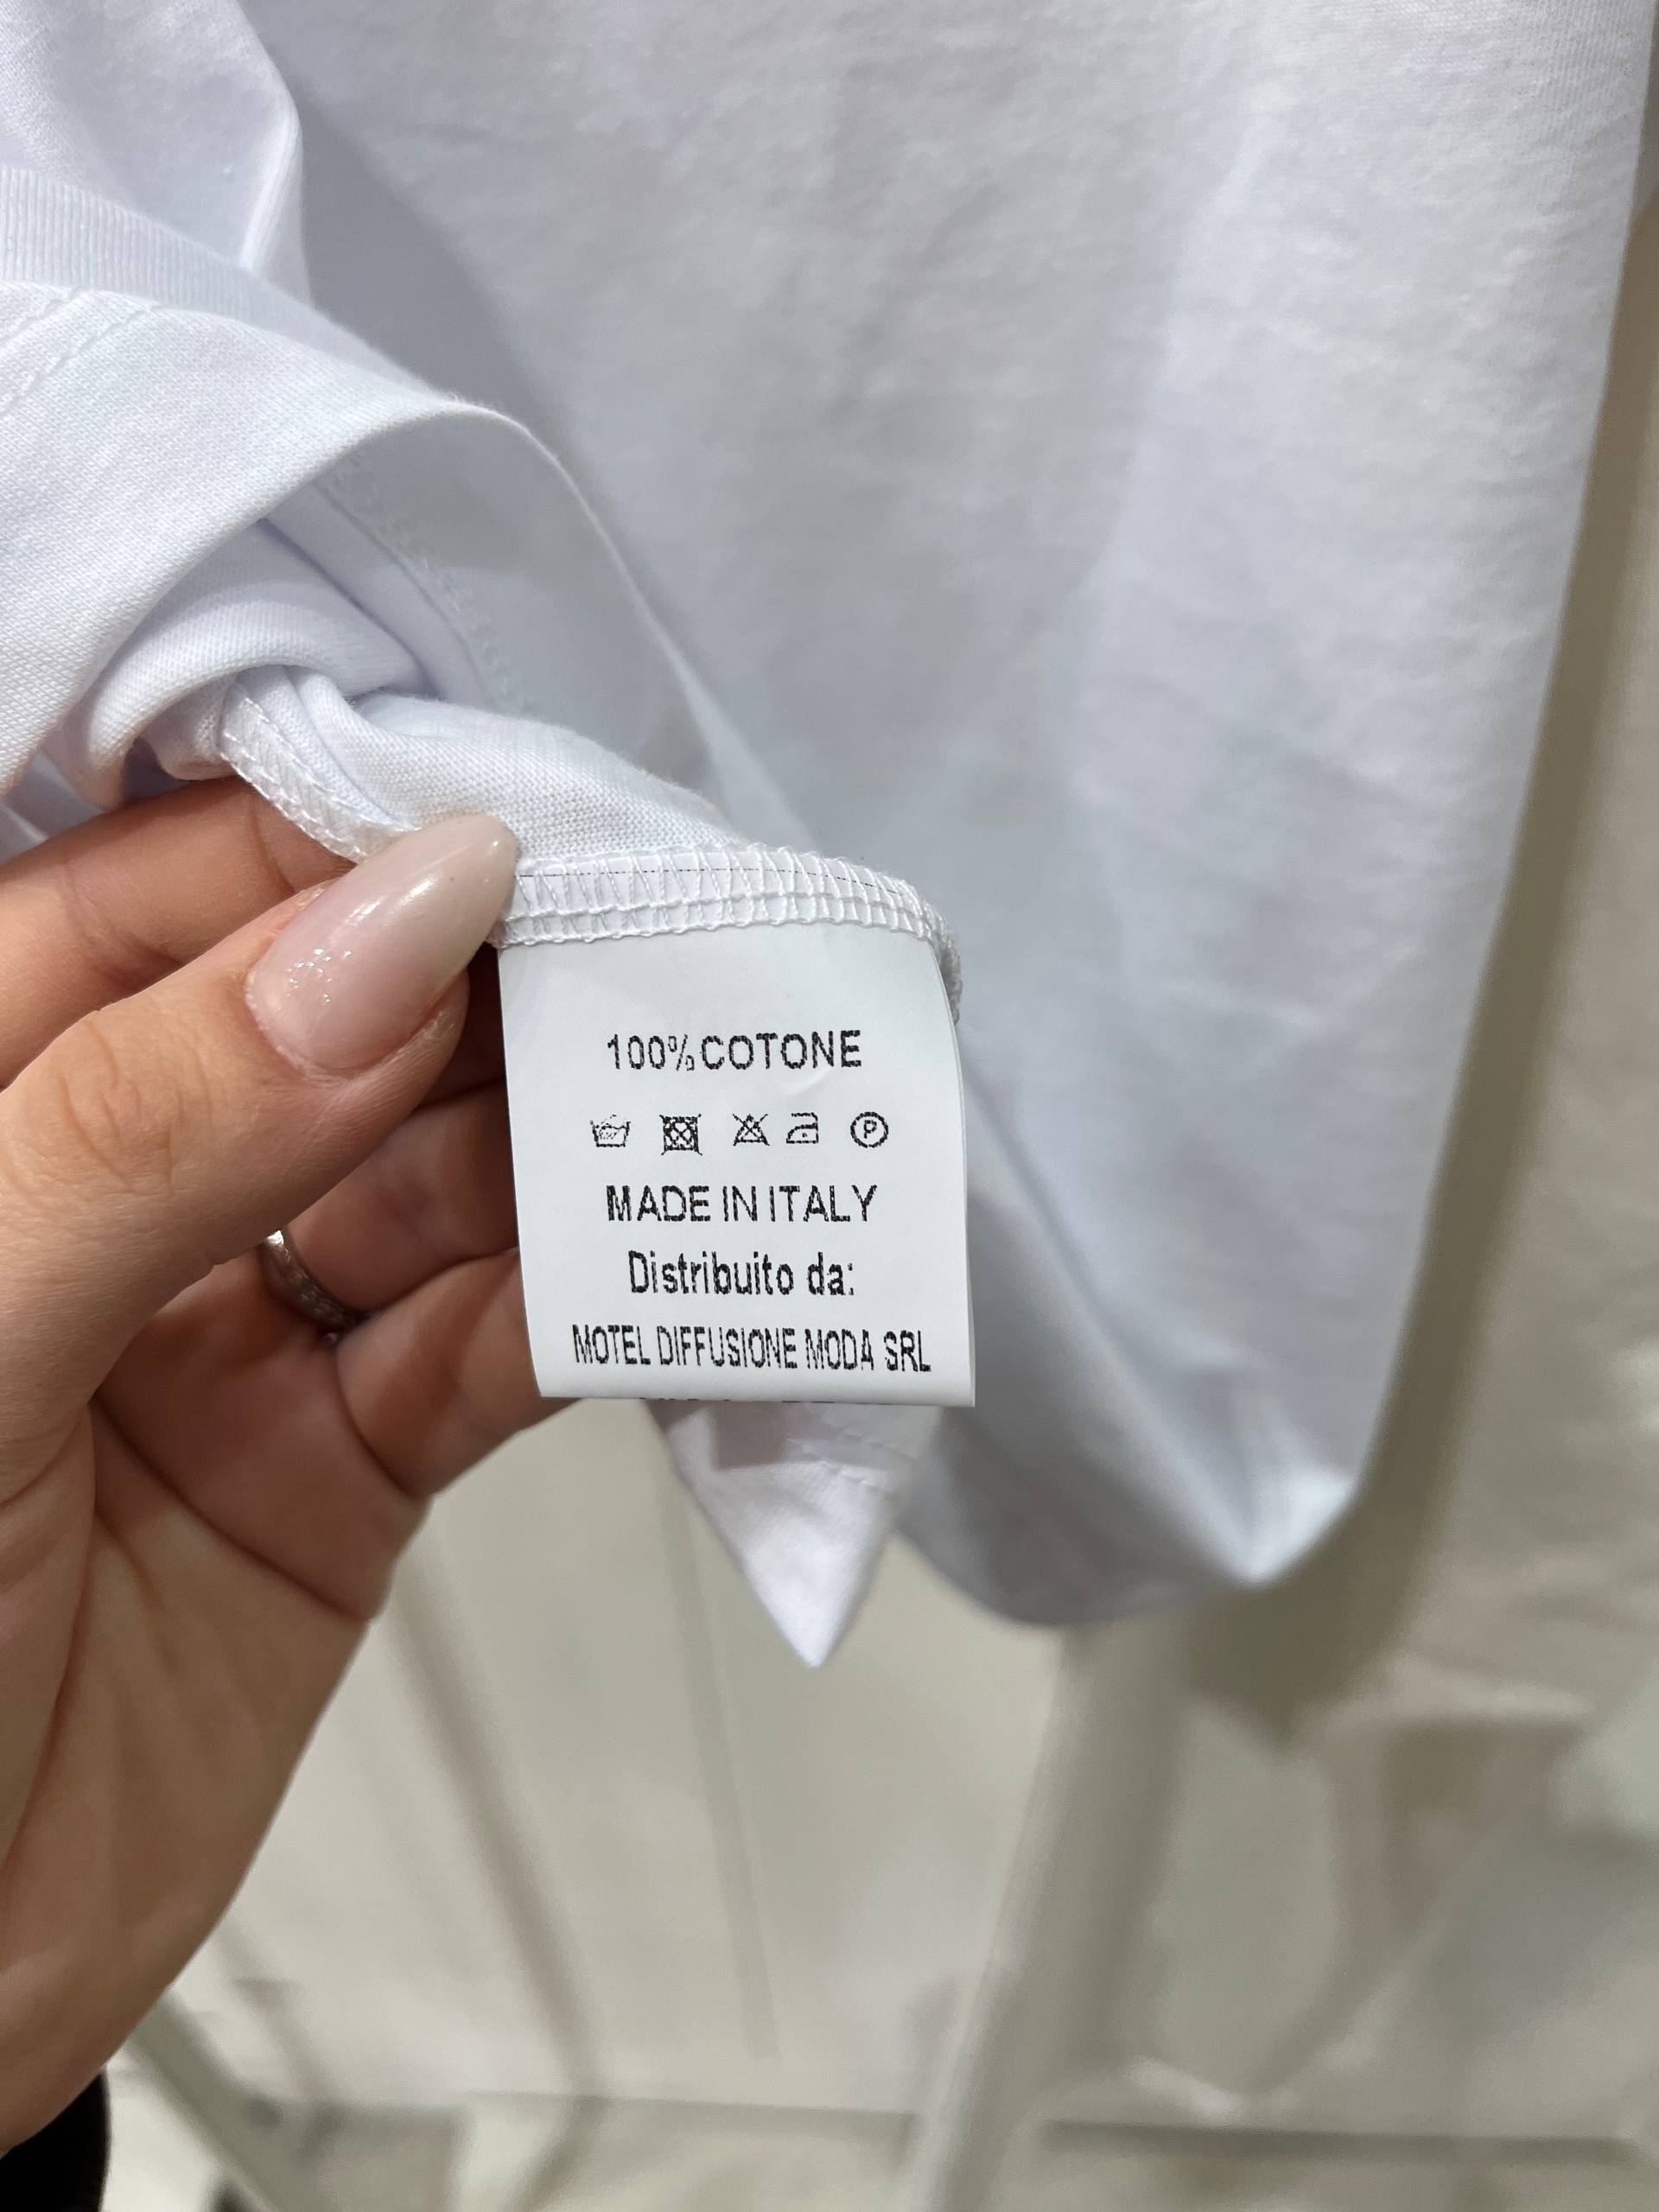 100%COTONE
P
MADE IN ITALY
Distribuito da:
MOTEL DIFFUSIONE MODA SRL